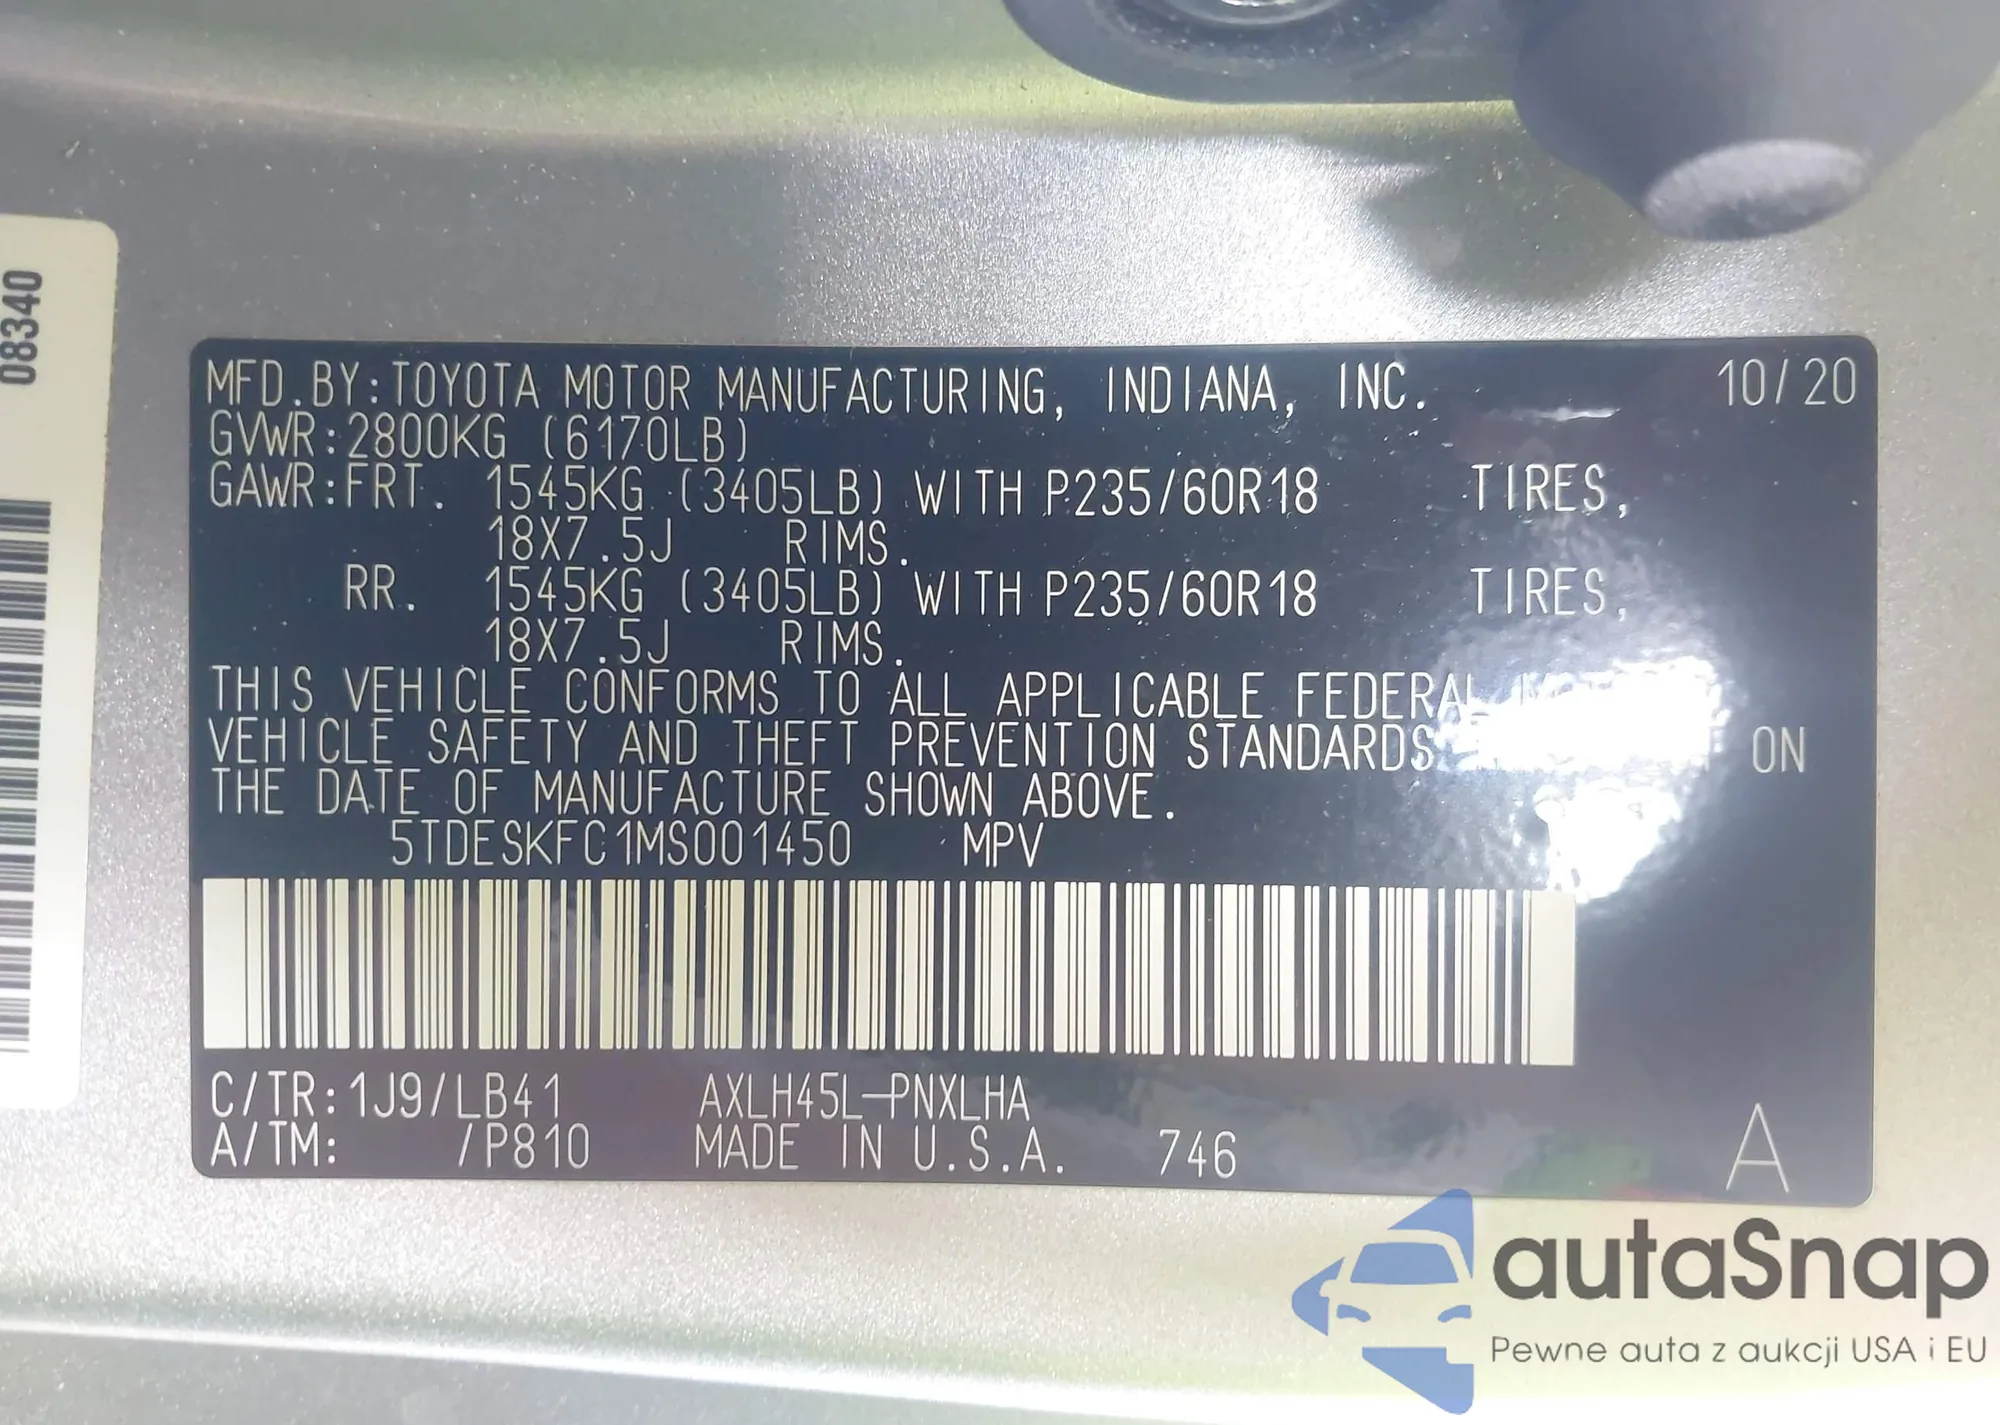 08340
MFD.BY:TOYOTA MOTOR MANUFACTURING, INDIANA, INC. 10/20
GVWR:2800KG (6170LB)
GAWR:FRT. 1545KG (3405LB) WITH P235/60R18 TIRES,
18X7.5J RIMS.
RR. 1545KG (3405LB) WITH P235/60R18 TIRES,
18X7.5J RIMS.
THIS VEHICLE CONFORMS TO ALL APPLICABLE FEDERAL
VEHICLE SAFETY AND THEFT PREVENTION STANDARDS ON
THE DATE OF MANUFACTURE SHOWN ABOVE.
5TDESKFC1MS001450 MPV
C/TR:1J9/LB41 AXLH45L-PNXLHA
A/TM: /P810 MADE IN U.S.A. 746 A
autaSnap
Pewne auta z aukcji USA i EU